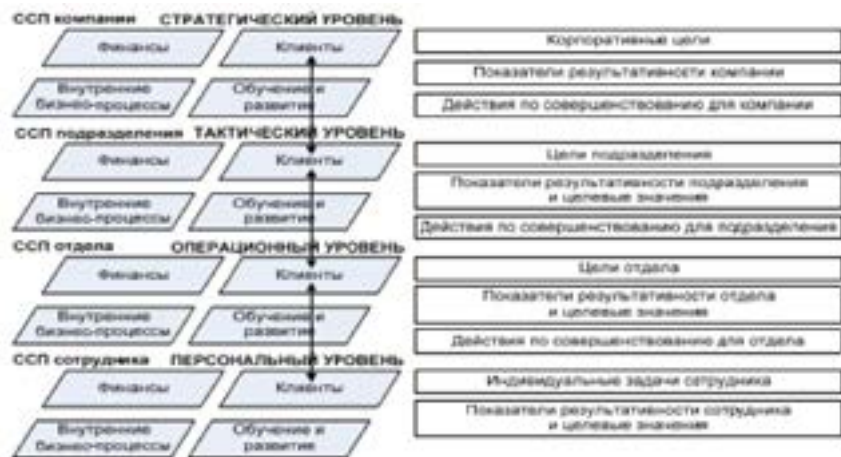 ССП компании СТРАТЕГИЧЕСКИЙ УРОВЕНЬ
Финансы Клиенты
Внутренние бизнес-процессы
Обучение и развитие
Корпоративные цели
Показатели результативности компании
Действия по совершенствованию для компании
ССП подразделения ТАКТИЧЕСКИЙ УРОВЕНЬ
Финансы Клиенты
Внутренние бизнес-процессы
Обучение и развитие
Цели подразделения
Показатели результативности подразделения
и целевые значения
Действия по совершенствованию для подразделения
ССП отдела ОПЕРАЦИОННЫЙ УРОВЕНЬ
Финансы Клиенты
Внутренние бизнес-процессы
Обучение и развитие
Цели отдела
Показатели результативности отдела
и целевые значения
Действия по совершенствованию для отдела
ССП сотрудника ПЕРСОНАЛЬНЫЙ УРОВЕНЬ
Финансы Клиенты
Внутренние бизнес-процессы
Обучение и развитие
Индивидуальные задачи сотрудника
Показатели результативности сотрудника
и целевые значения